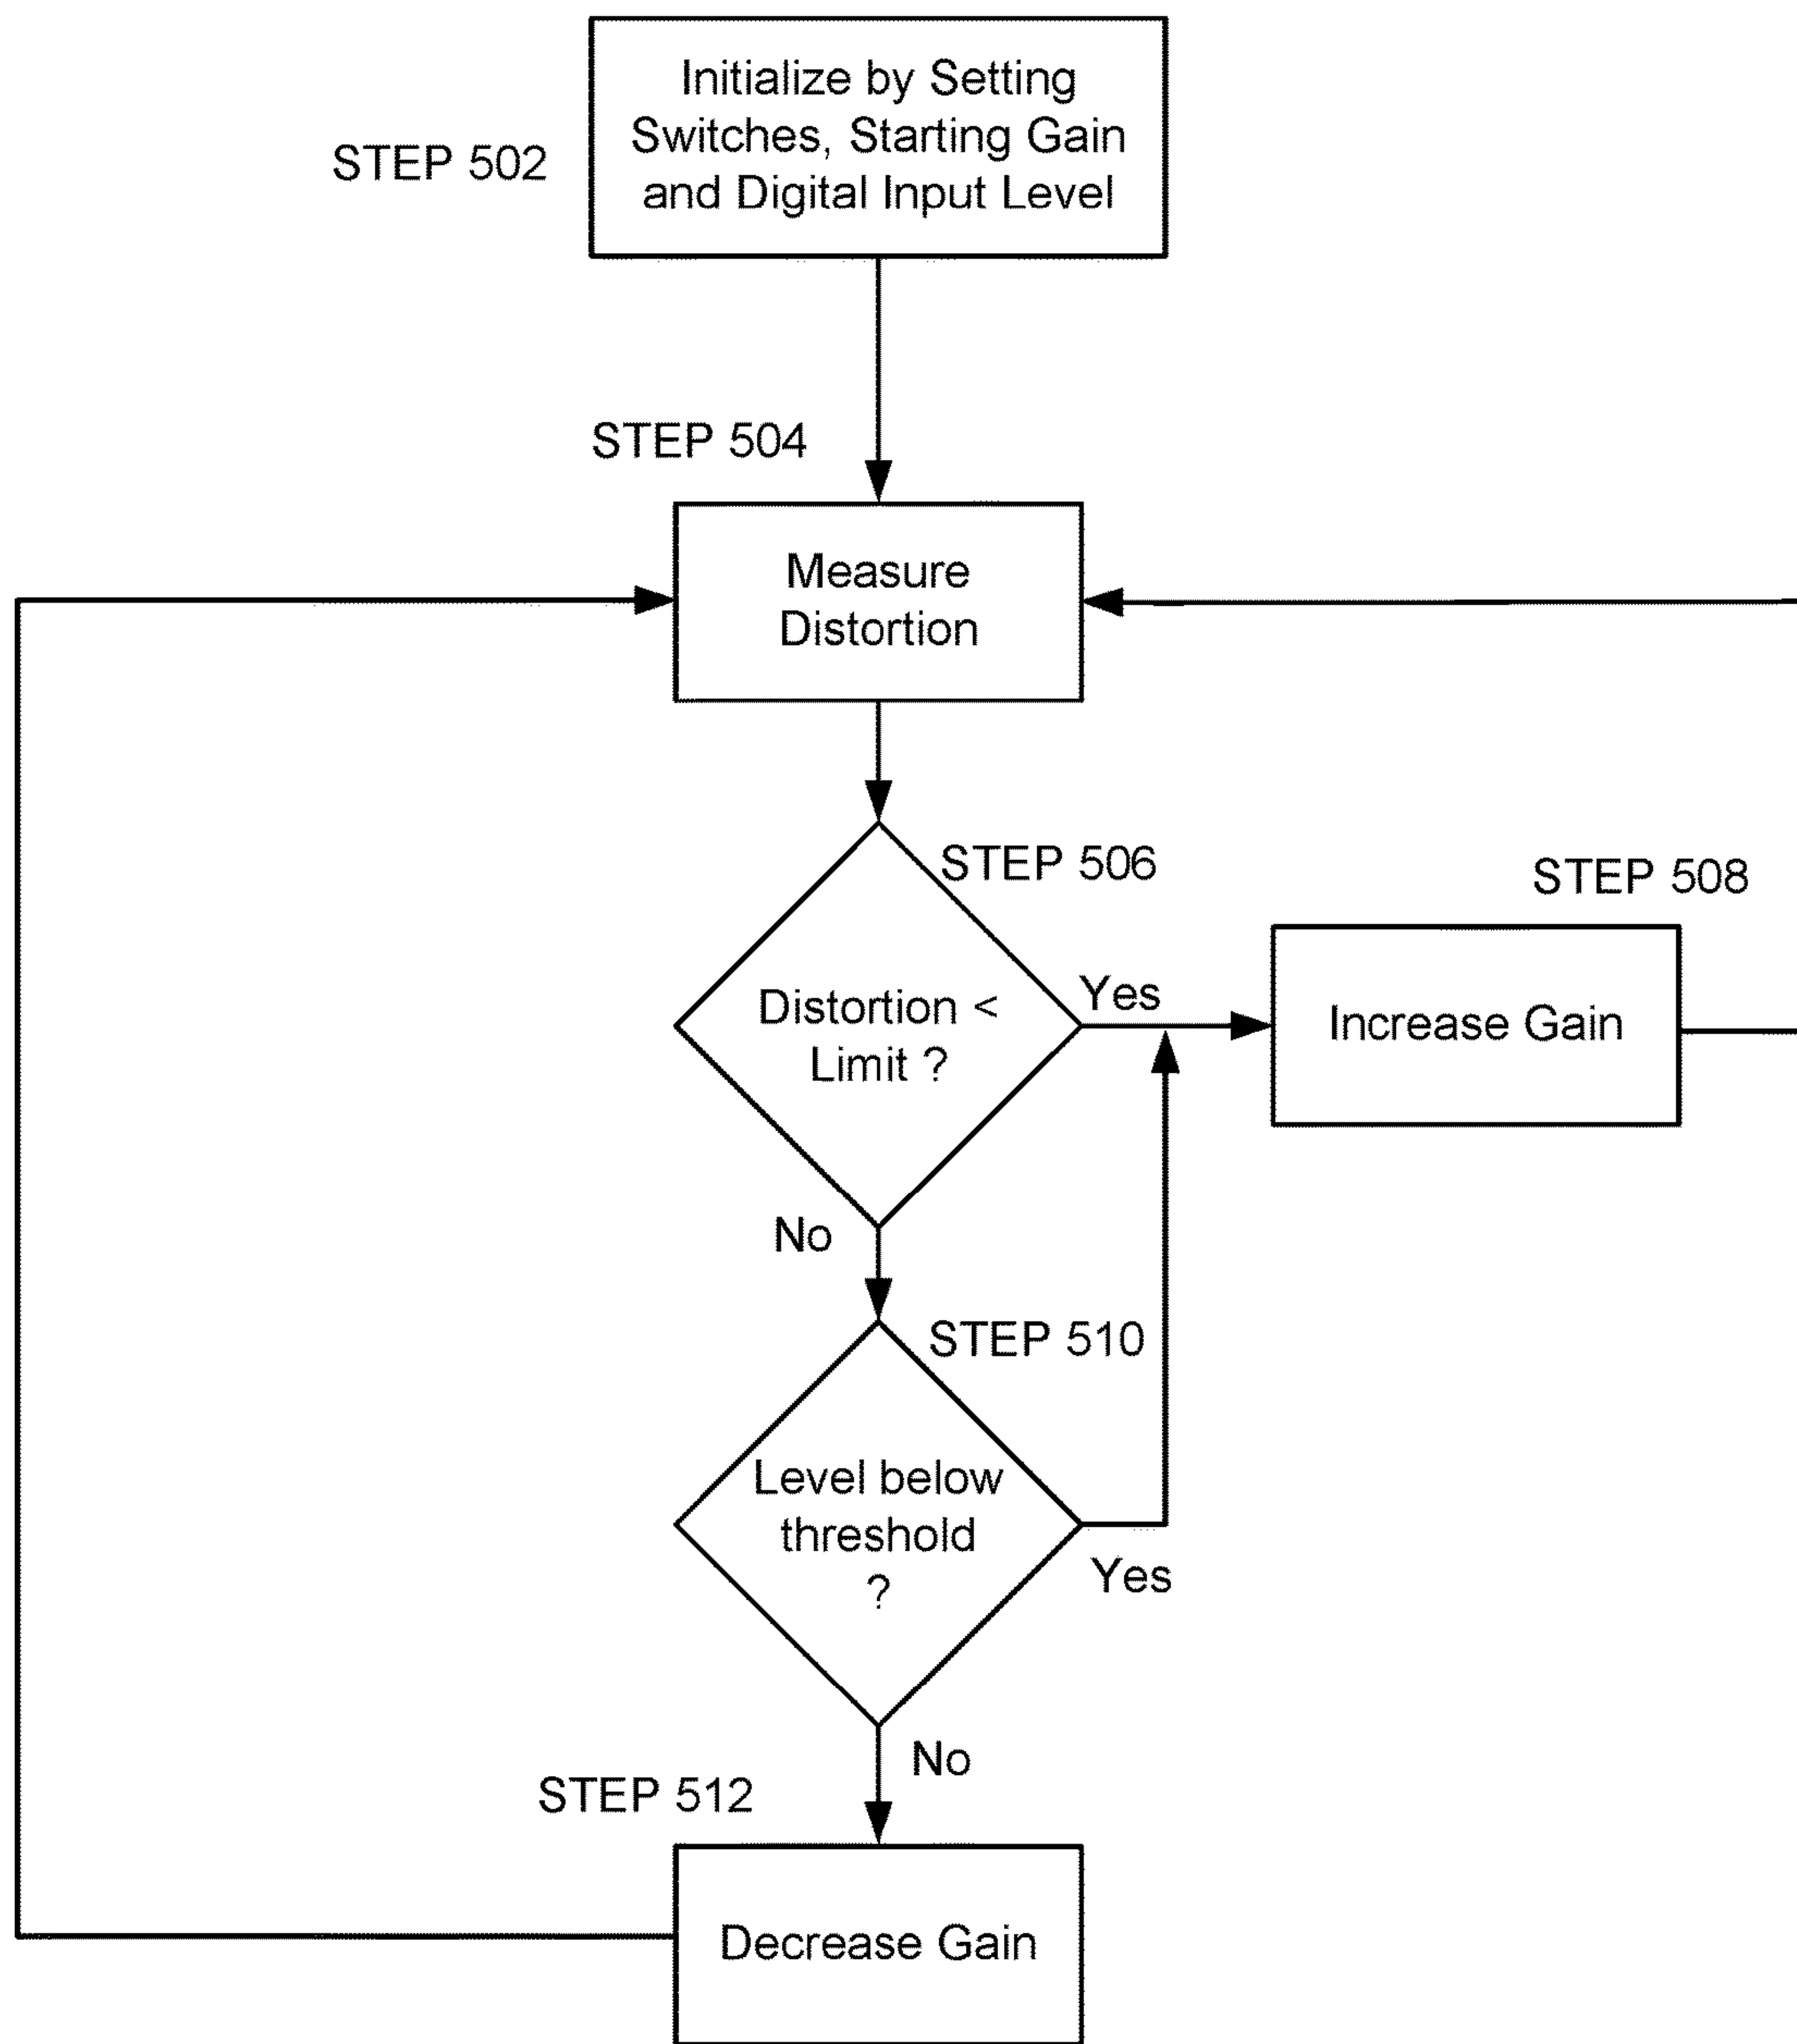 STEP 502
Initialize by Setting
Switches, Starting Gain
and Digital Input Level
STEP 504
Measure
Distortion
STEP 506
Distortion <
Limit ?
Yes
No
STEP 508
Increase Gain
STEP 510
Level below
threshold
?
Yes
No
STEP 512
Decrease Gain